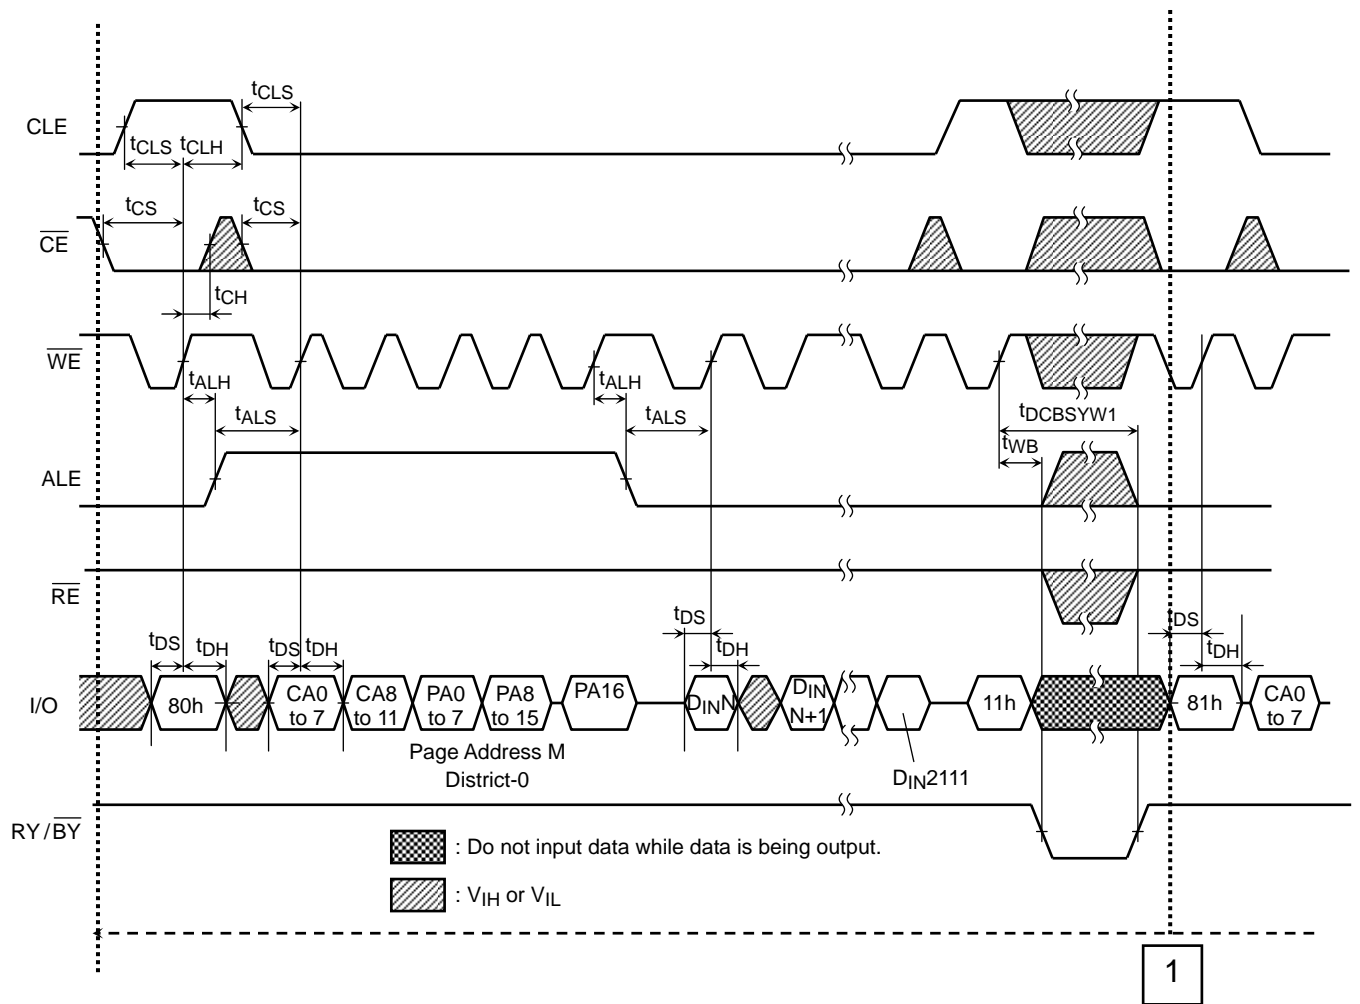 tCLS
CLE
tCLS tCLH
tCS tCS
CE
tCH
WE
tALH tALH
tALS tALS tDCBSYW1
tWB
ALE
RE
tDS tDS
tDS tDH tDS tDH tDH tDH
I/O 80h CA0 to 7 CA8 to 11 PA0 to 7 PA8 to 15 PA16 DINN DIN N+1 11h 81h CA0 to 7
Page Address M
District-0
DIN2111
RY/BY
: Do not input data while data is being output.
: VIH or VIL
1